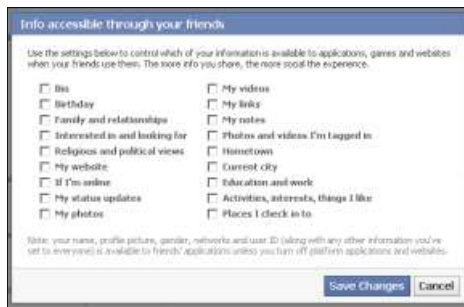 Info accessible through your friends
Use the settings below to control which of your information is available to applications, games and websites
when your friends use them. The more info you share, the more social the experience.
Bio
My videos
Birthday
My links
Family and relationships
My notes
Interested in and looking for
Photos and videos I'm tagged in
Religious and political views
Hometown
My website
Current city
If I'm online
Education and work
My status updates
Activities, interests, things I like
My photos
Places I check in to
Note: your name, profile picture, gender, networks and user ID (along with any other information you've
set to everyone) is available to friends' applications unless you turn off platform applications and websites.
Save Changes Cancel